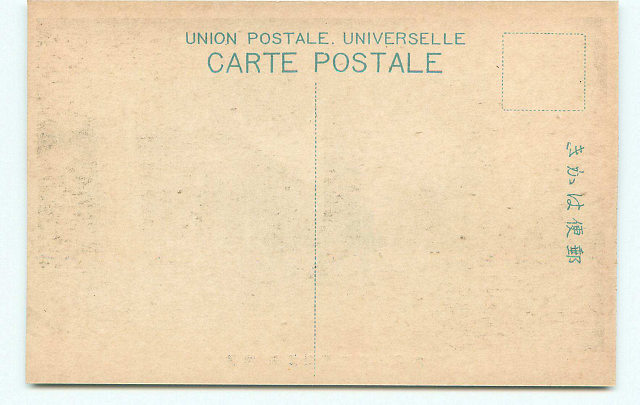 UNION POSTALE. UNIVERSELLE
CARTE POSTALE
きかは便郵